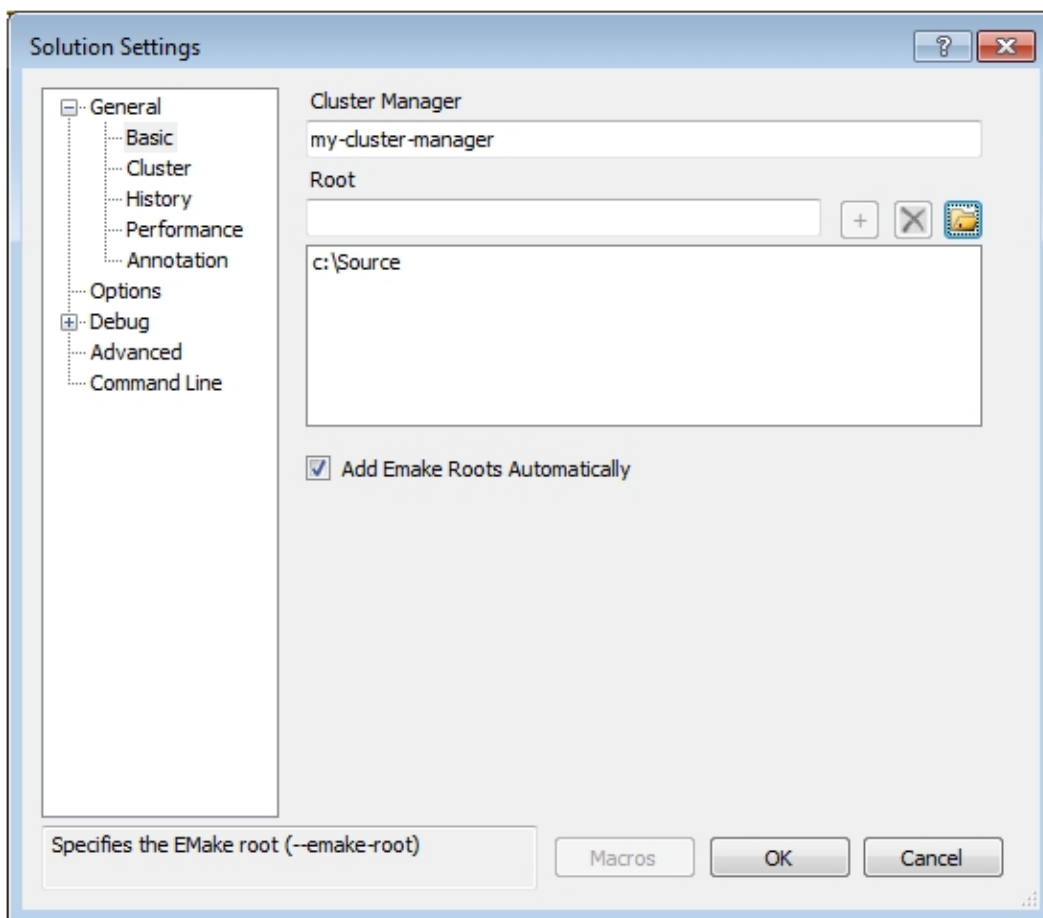 Solution Settings
General
Basic
Cluster
History
Performance
Annotation
Options
Debug
Advanced
Command Line
Cluster Manager
my-cluster-manager
Root
c:\Source
Add Emake Roots Automatically
Specifies the EMake root (--emake-root)
Macros
OK
Cancel